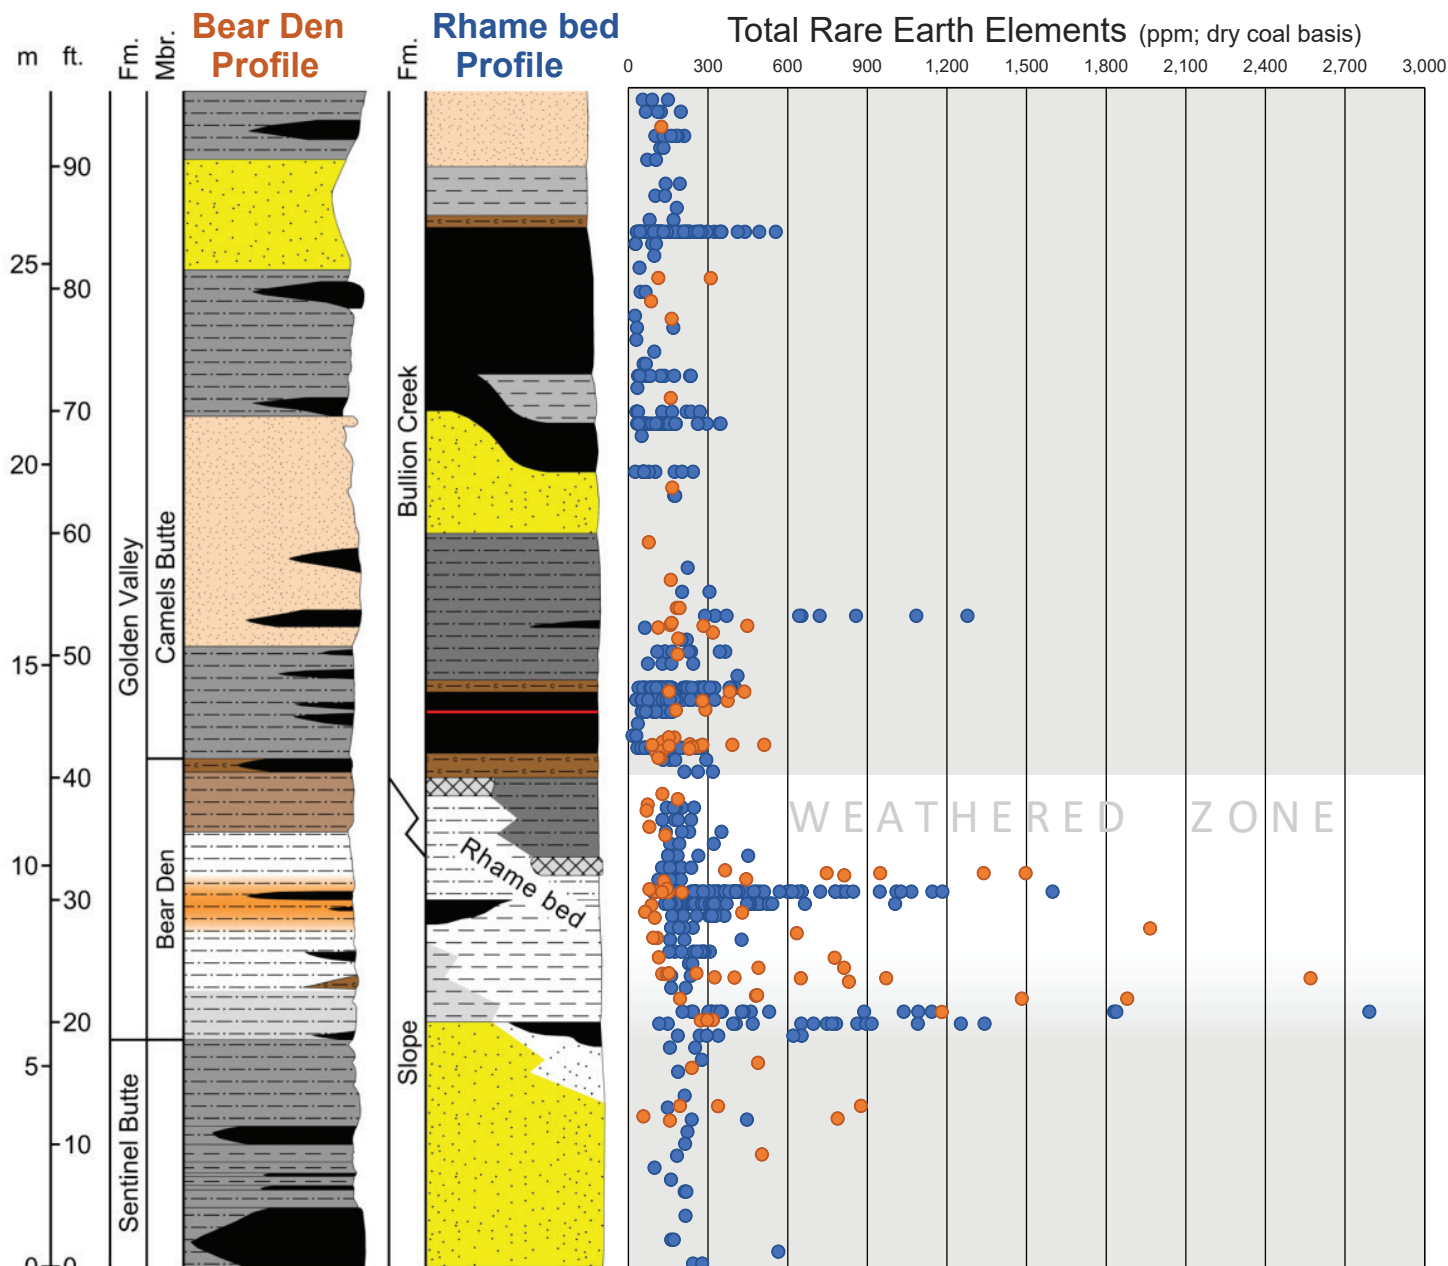 Bear Den
Profile
Rhame bed
Profile
Total Rare Earth Elements (ppm; dry coal basis)
m
ft.
Fm.
Mbr.
Fm.
0
300
600
900
1,200
1,500
1,800
2,100
2,400
2,700
3,000
90
25
80
70
20
60
50
15
40
10
30
20
5
10
0
0
Golden Valley
Camels Butte
Bear Den
Sentinel Butte
Bullion Creek
Slope
Rhame bed
WEATHERED ZONE
C
C
C
C
C
C
C
C
C
C
C
C